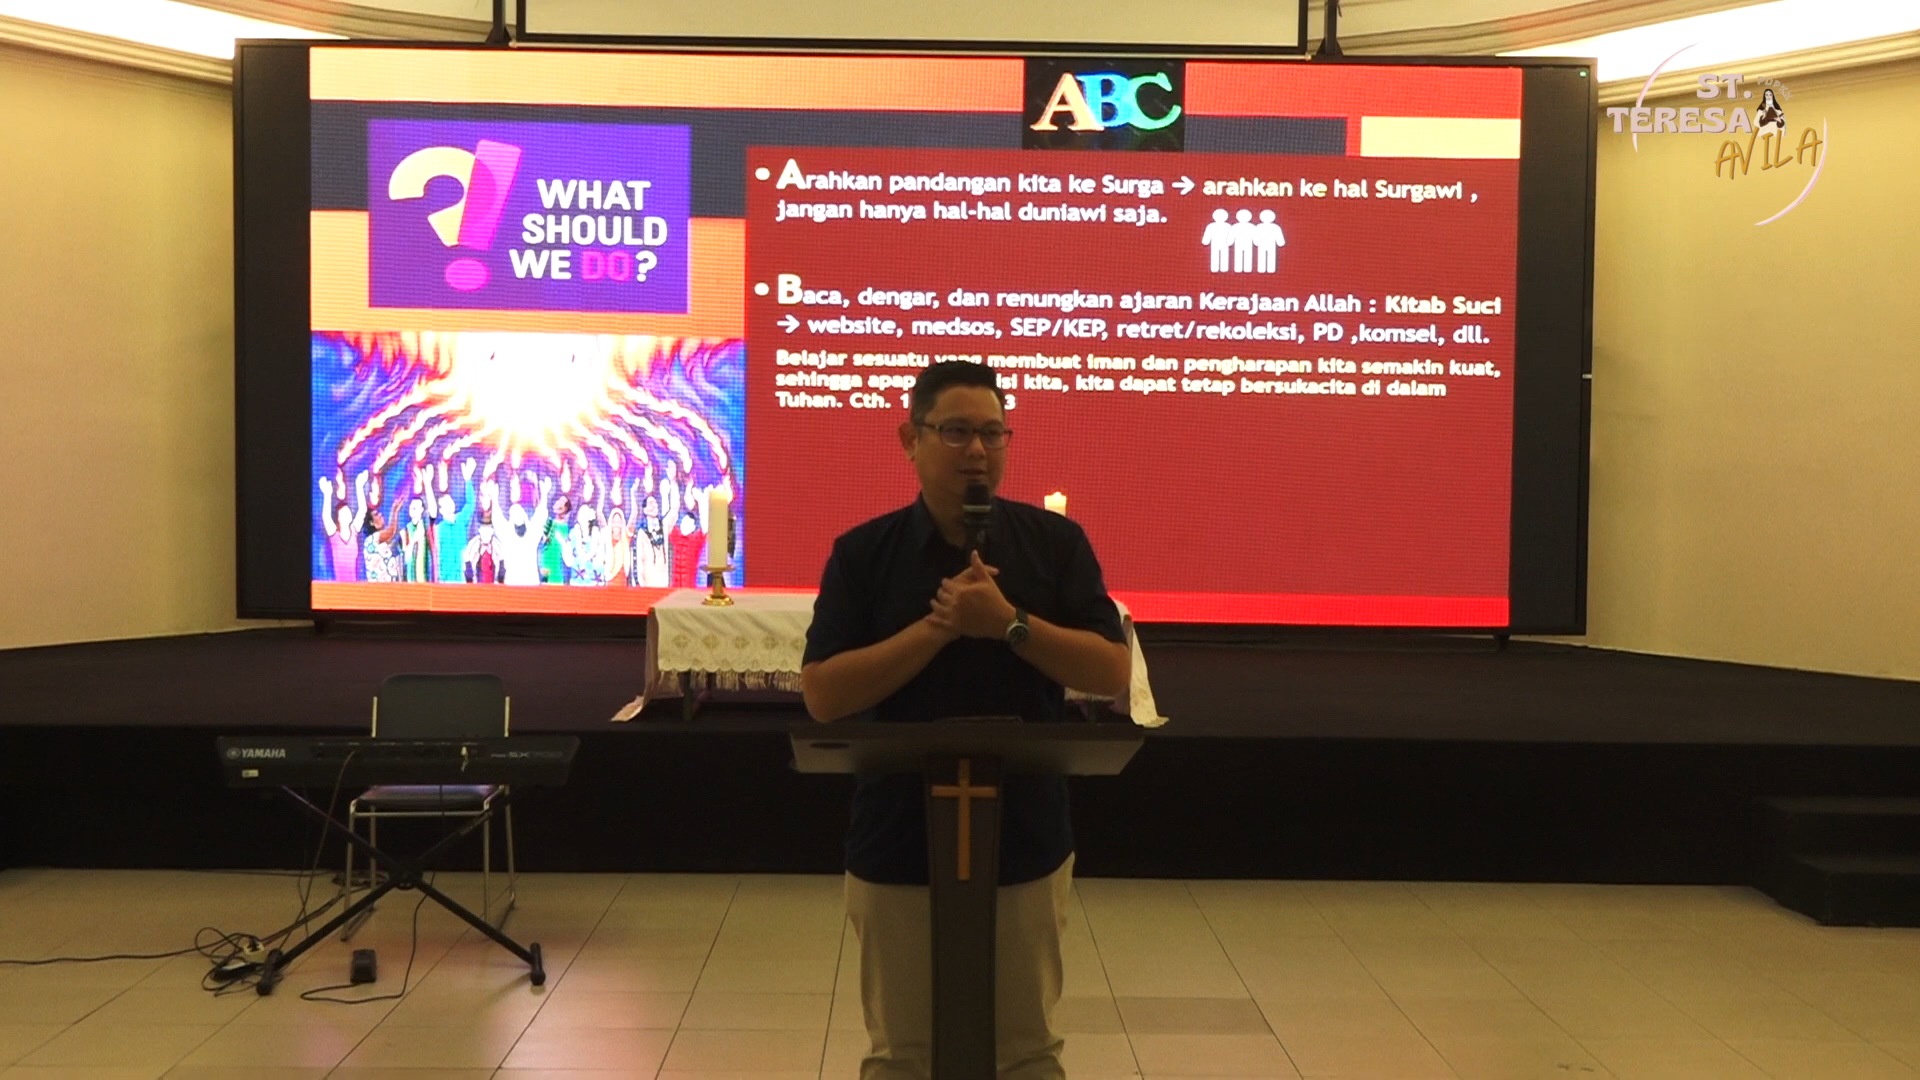 ABC
WHAT
SHOULD
WE DO?
• Arahkan pandangan kita ke Surga → arahkan ke hal Surgawi ,
jangan hanya hal-hal duniawi saja.
• Baca, dengar, dan renungkan ajaran Kerajaan Allah : Kitab Suci
→ website, medsos, SEP/KEP, retret/rekoleksi, PD ,komsel, dll.
Belajar sesuatu yang membuat iman dan pengharapan kita semakin kuat,
sehingga kita, kita dapat tetap bersukacita di dalam
Tuhan. Cth. 1 3
ST.
TERESA
AVILA
YAMAHA